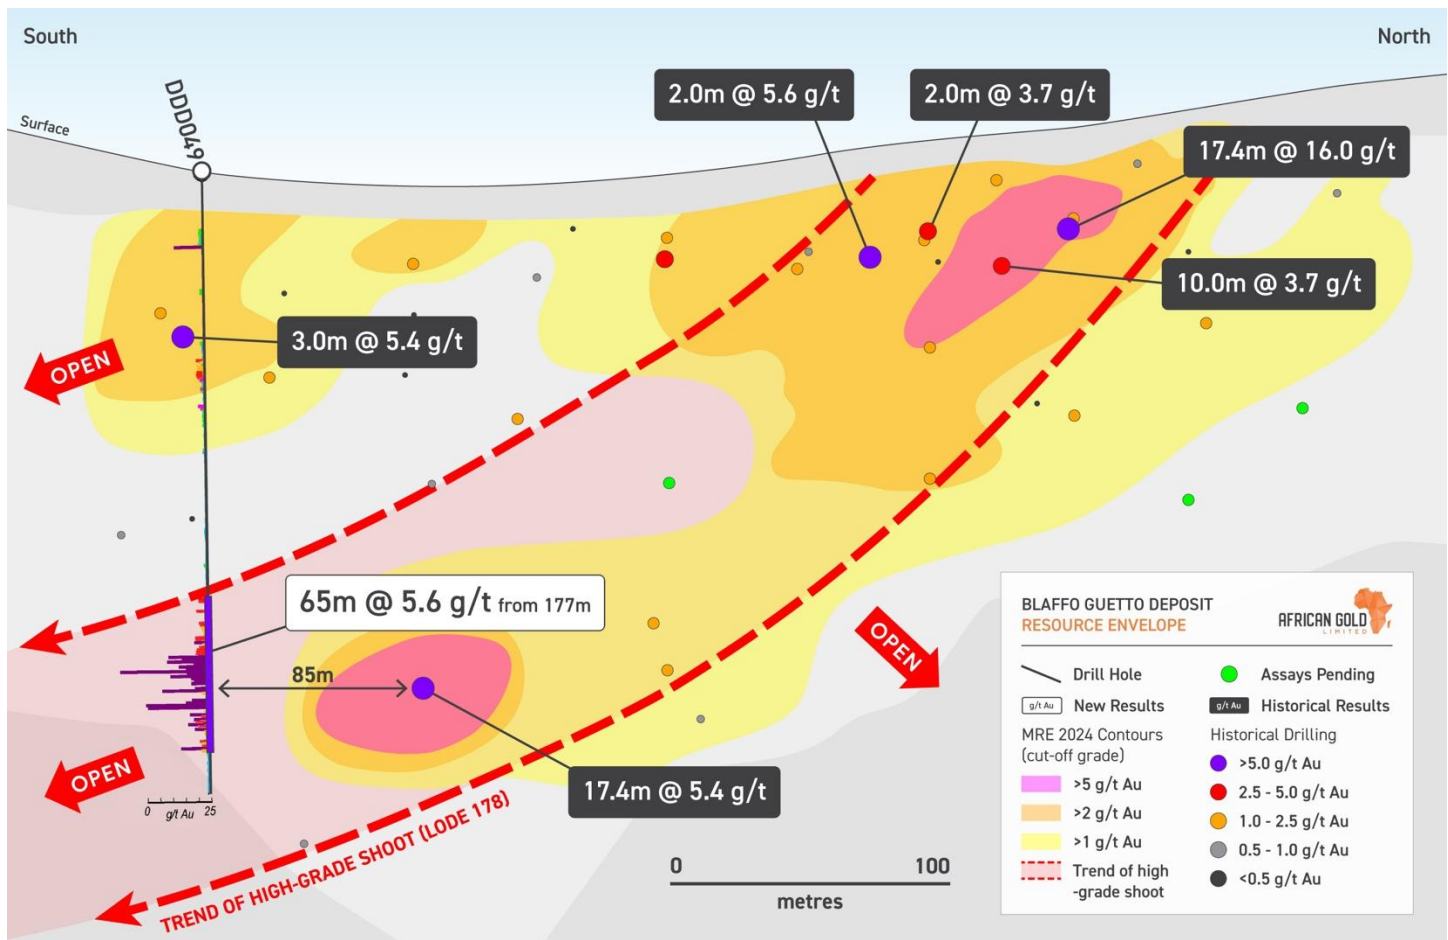 South
North
DDD049
Surface
2.0m @ 5.6 g/t
2.0m @ 3.7 g/t
17.4m @ 16.0 g/t
10.0m @ 3.7 g/t
3.0m @ 5.4 g/t
OPEN
65m @ 5.6 g/t from 177m
85m
OPEN
OPEN
17.4m @ 5.4 g/t
0 g/t Au 25
TREND OF HIGH-GRADE SHOOT (LODE 178)
0 100
metres
BLAFFO GUETTO DEPOSIT
RESOURCE ENVELOPE
AFRICAN GOLD
LIMITED
Drill Hole
Assays Pending
g/t Au New Results
g/t Au Historical Results
MRE 2024 Contours
(cut-off grade)
>5 g/t Au
>2 g/t Au
>1 g/t Au
Trend of high
-grade shoot
Historical Drilling
>5.0 g/t Au
2.5 - 5.0 g/t Au
1.0 - 2.5 g/t Au
0.5 - 1.0 g/t Au
<0.5 g/t Au